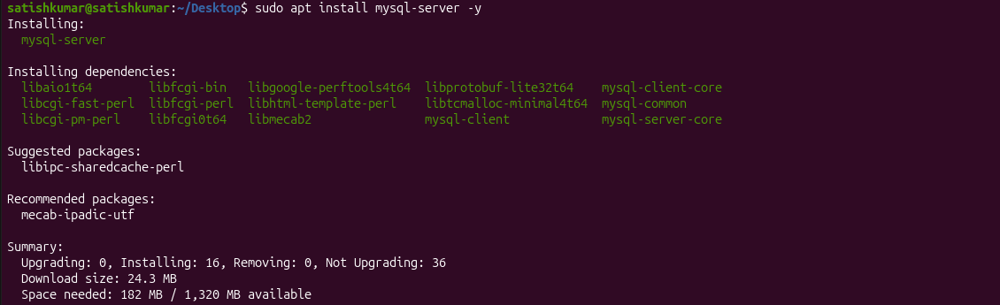 satishkumar@satishkumar:~/Desktop$ sudo apt install mysql-server -y
Installing:
  mysql-server

Installing dependencies:
  libaio1t64        libfcgi-bin   libgoogle-perftools4t64  libprotobuf-lite32t64    mysql-client-core
  libcgi-fast-perl  libfcgi-perl  libhtml-template-perl    libtcmalloc-minimal4t64  mysql-common
  libcgi-pm-perl    libfcgi0t64   libmecab2                mysql-client             mysql-server-core

Suggested packages:
  libipc-sharedcache-perl

Recommended packages:
  mecab-ipadic-utf

Summary:
  Upgrading: 0, Installing: 16, Removing: 0, Not Upgrading: 36
  Download size: 24.3 MB
  Space needed: 182 MB / 1,320 MB available